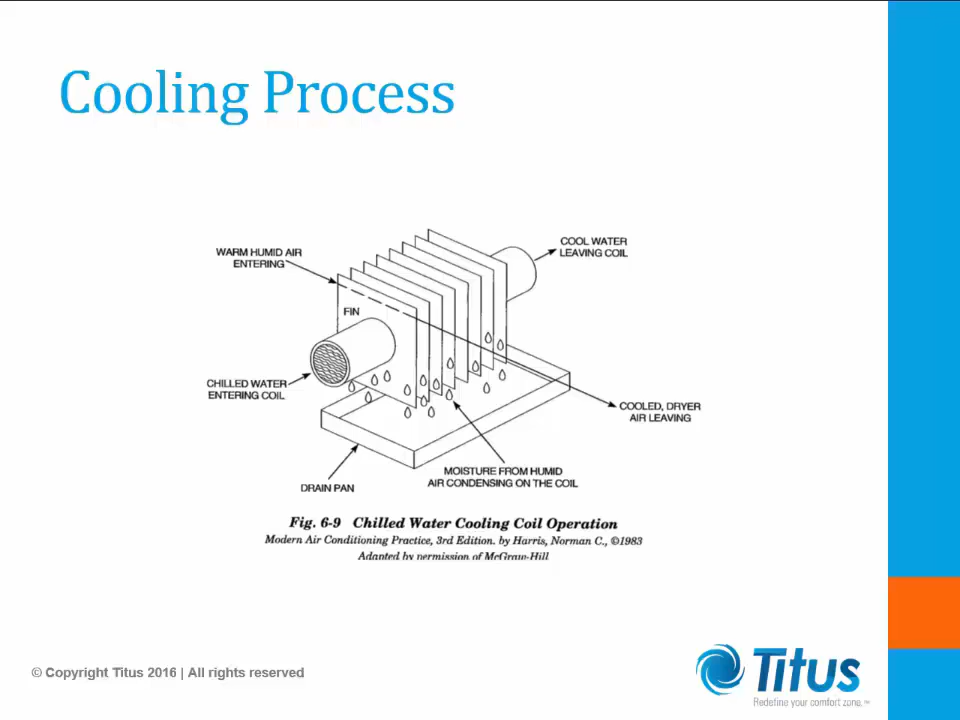 Cooling Process
WARM HUMID AIR
ENTERING
COOL WATER
LEAVING COIL
FIN
CHILLED WATER
ENTERING COIL
COOLED, DRYER
AIR LEAVING
MOISTURE FROM HUMID
AIR CONDENSING ON THE COIL
DRAIN PAN
Fig. 6-9 Chilled Water Cooling Coil Operation
Modern Air Conditioning Practice, 3rd Edition. by Harris, Norman C., ©1983
Adapted by permission of McGraw-Hill
© Copyright Titus 2016 | All rights reserved
Titus
Redefine your comfort zone.™